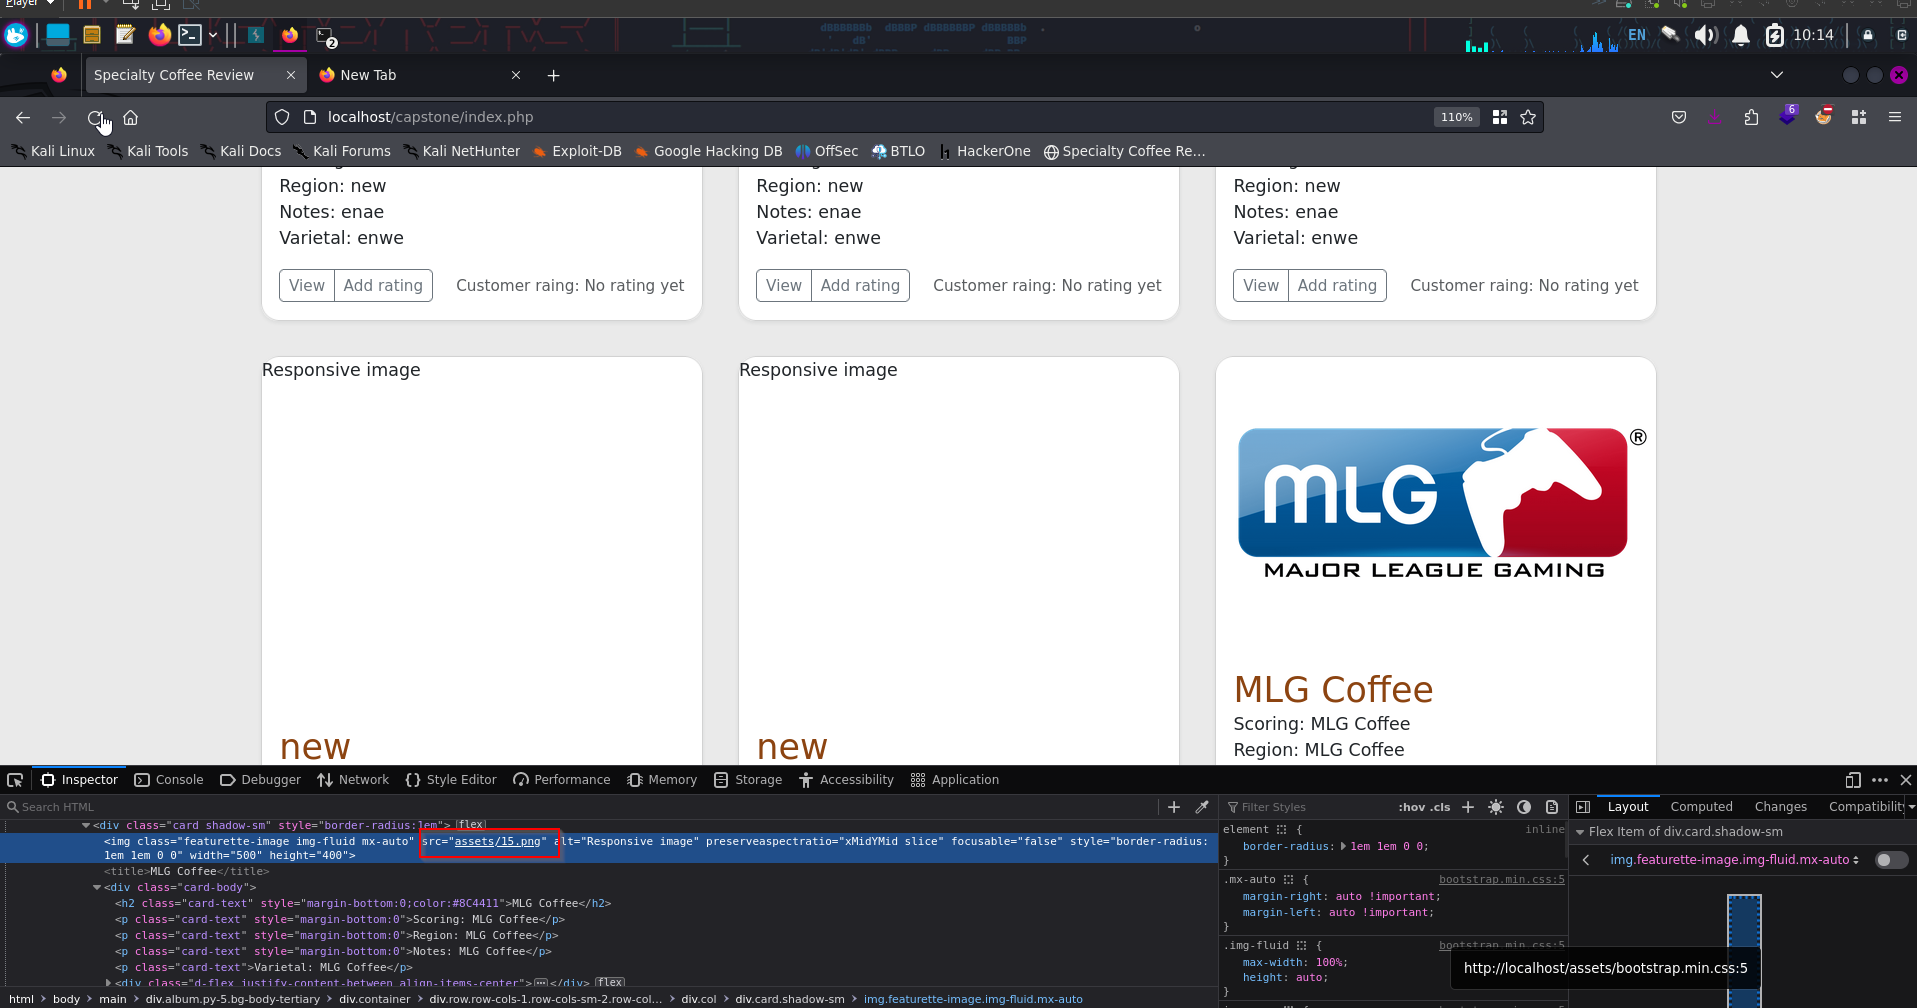 Player
2
EN
10:14
Specialty Coffee Review
New Tab
localhost/capstone/index.php
110%
6
Kali Linux
Kali Tools
Kali Docs
Kali Forums
Kali NetHunter
Exploit-DB
Google Hacking DB
OffSec
BTLO
HackerOne
Specialty Coffee Re...
Region: new
Notes: enae
Varietal: enwe
View
Add rating
Customer raing: No rating yet
Region: new
Notes: enae
Varietal: enwe
View
Add rating
Customer raing: No rating yet
Region: new
Notes: enae
Varietal: enwe
View
Add rating
Customer raing: No rating yet
Responsive image
new
Responsive image
new
MLG
®
MAJOR LEAGUE GAMING
MLG Coffee
Scoring: MLG Coffee
Region: MLG Coffee
Inspector
Console
Debugger
Network
Style Editor
Performance
Memory
Storage
Accessibility
Application
Search HTML
<div class="card shadow-sm" style="border-radius:1em"> flex
<img class="featurette-image img-fluid mx-auto" src="assets/15.png" alt="Responsive image" preserveaspectratio="xMidYMid slice" focusable="false" style="border-radius:
1em 1em 0 0" width="500" height="400">
<title>MLG Coffee</title>
<div class="card-body">
<h2 class="card-text" style="margin-bottom:0;color:#8C4411">MLG Coffee</h2>
<p class="card-text" style="margin-bottom:0">Scoring: MLG Coffee</p>
<p class="card-text" style="margin-bottom:0">Region: MLG Coffee</p>
<p class="card-text" style="margin-bottom:0">Notes: MLG Coffee</p>
<p class="card-text">Varietal: MLG Coffee</p>
<div class="d-flex justify-content-between align-items-center"></div> flex
html
body
main
div.album.py-5.bg-body-tertiary
div.container
div.row.row-cols-1.row-cols-sm-2.row-col...
div.col
div.card.shadow-sm
img.featurette-image.img-fluid.mx-auto
Filter Styles
:hov .cls
element {
inline
border-radius: 1em 1em 0 0;
}
.mx-auto {
bootstrap.min.css:5
margin-right: auto !important;
margin-left: auto !important;
}
.img-fluid {
bootstrap.min.css:5
max-width: 100%;
height: auto;
}
Layout
Computed
Changes
Compatibility
Flex Item of div.card.shadow-sm
img.featurette-image.img-fluid.mx-auto
http://localhost/assets/bootstrap.min.css:5